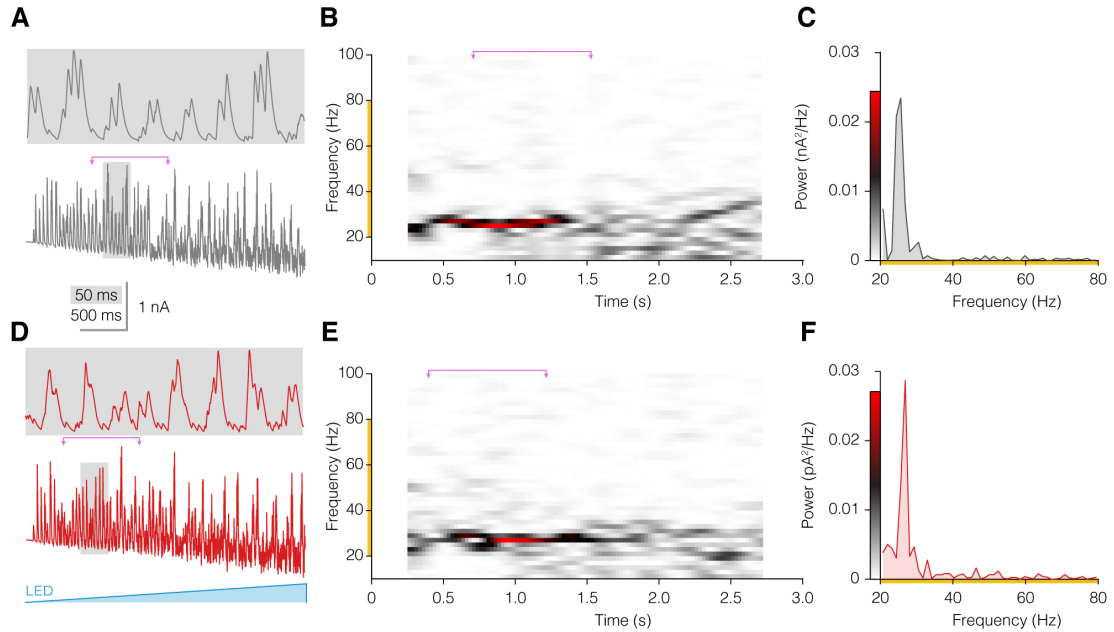 A
50 ms
500 ms
1 nA
B
Frequency (Hz)
100
80
60
40
20
0
0.5
1.0
1.5
2.0
2.5
3.0
Time (s)
C
Power (nA²/Hz)
0.03
0.02
0.01
0
20
40
60
80
Frequency (Hz)
D
LED
E
Frequency (Hz)
100
80
60
40
20
0
0.5
1.0
1.5
2.0
2.5
3.0
Time (s)
F
Power (pA²/Hz)
0.03
0.02
0.01
0
20
40
60
80
Frequency (Hz)